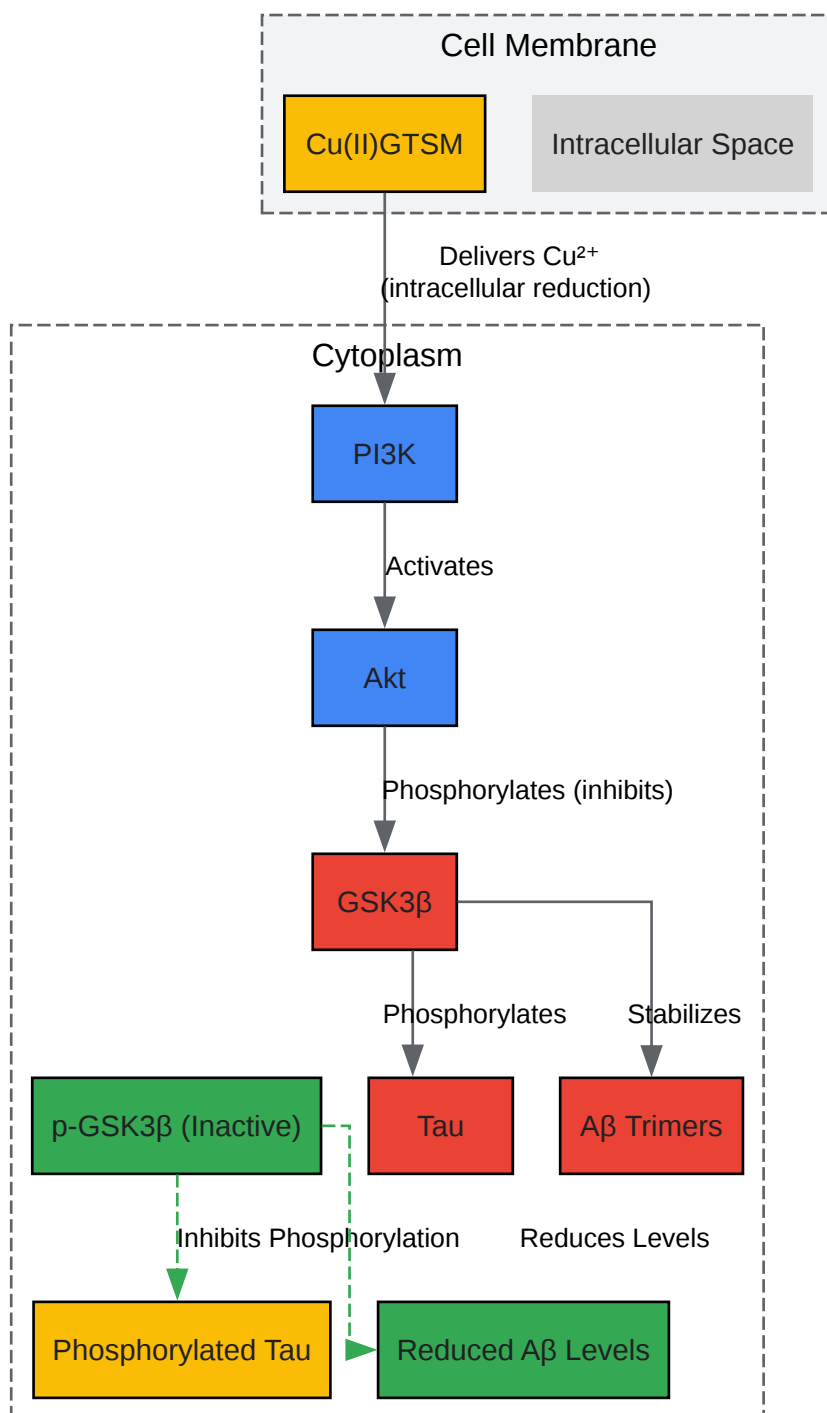 Cell Membrane
Cu(II)GTSM
Intracellular Space
Delivers Cu²⁺
(intracellular reduction)
Cytoplasm
PI3K
Activates
Akt
Phosphorylates (inhibits)
GSK3β
Phosphorylates
Stabilizes
p-GSK3β (Inactive)
Tau
Aβ Trimers
Inhibits Phosphorylation
Reduces Levels
Phosphorylated Tau
Reduced Aβ Levels